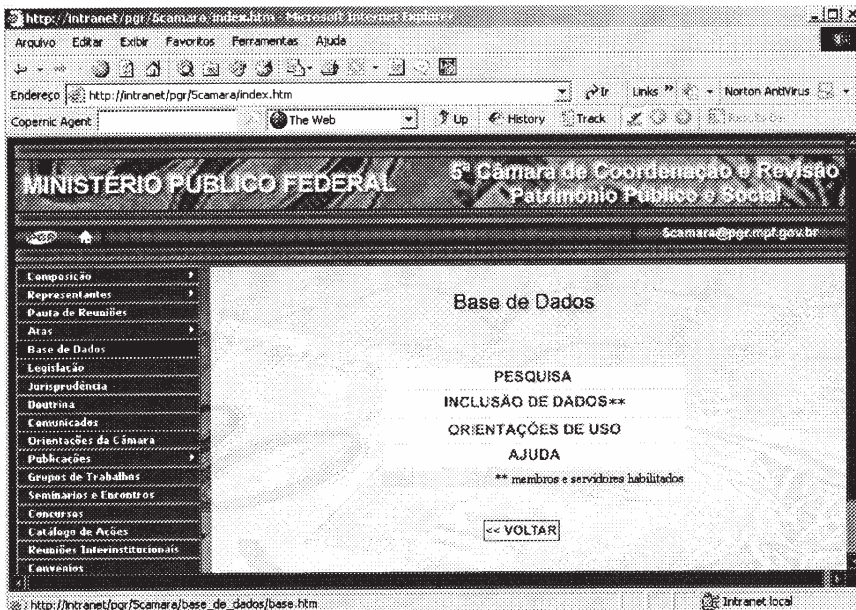 http://intranet/pgr/5camara/index.htm - Microsoft Internet Explorer
Arquivo Editar Exibir Favoritos Ferramentas Ajuda
Endereço http://intranet/pgr/5camara/index.htm Ir Links » Norton AntiVirus
Copernic Agent The Web Up History Track
MINISTÉRIO PÚBLICO FEDERAL
5ª Câmara de Coordenação e Revisão
Patrimônio Público e Social
5camara@pgr.mpf.gov.br
Composição
Representantes
Pauta de Reuniões
Atas
Base de Dados
Legislação
Jurisprudência
Doutrina
Comunicados
Orientações da Câmara
Publicações
Grupos de Trabalhos
Seminários e Encontros
Concursos
Catálogo de Ações
Reuniões Interinstitucionais
Convênios
Base de Dados
PESQUISA
INCLUSÃO DE DADOS**
ORIENTAÇÕES DE USO
AJUDA
** membros e servidores habilitados
<< VOLTAR
http://intranet/pgr/5camara/base_de_dados/base.htm Intranet local